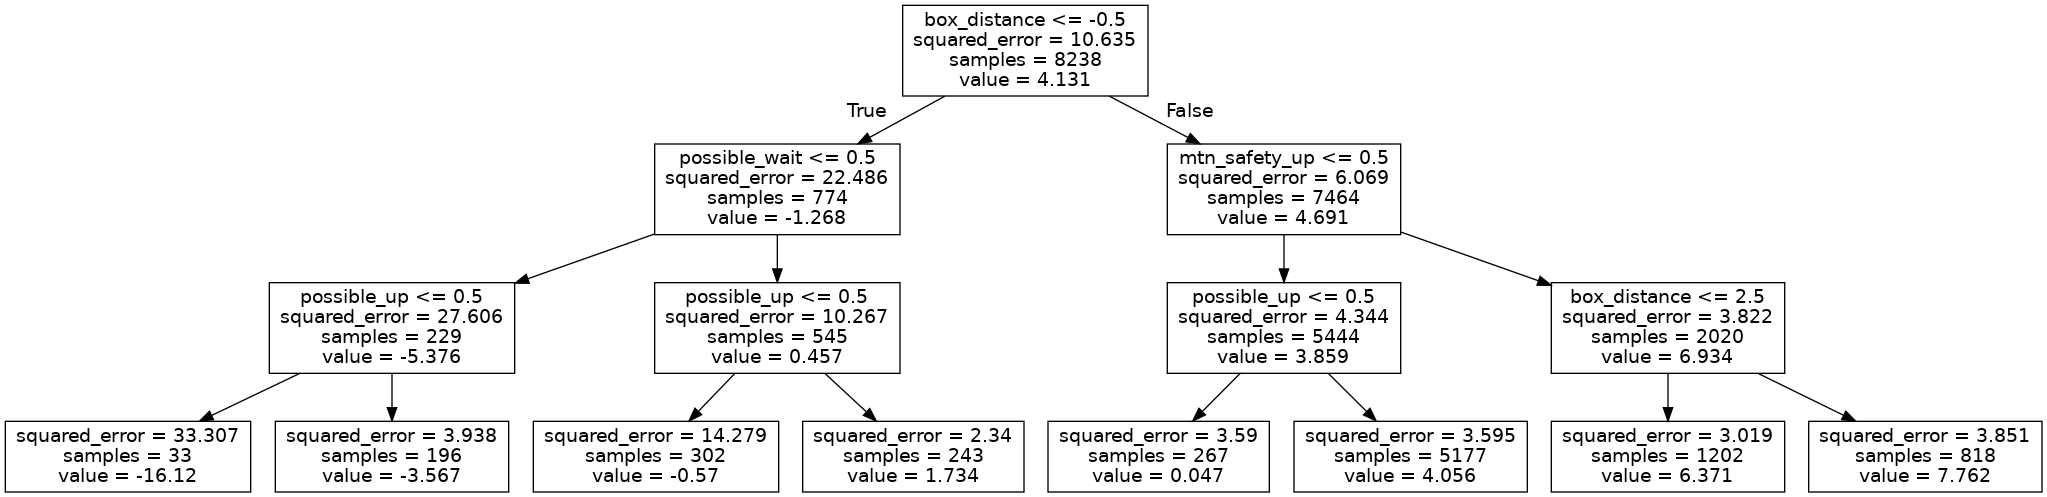 box_distance <= -0.5
squared_error = 10.635
samples = 8238
value = 4.131
True
False
possible_wait <= 0.5
squared_error = 22.486
samples = 774
value = -1.268
mtn_safety_up <= 0.5
squared_error = 6.069
samples = 7464
value = 4.691
possible_up <= 0.5
squared_error = 27.606
samples = 229
value = -5.376
possible_up <= 0.5
squared_error = 10.267
samples = 545
value = 0.457
possible_up <= 0.5
squared_error = 4.344
samples = 5444
value = 3.859
box_distance <= 2.5
squared_error = 3.822
samples = 2020
value = 6.934
squared_error = 33.307
samples = 33
value = -16.12
squared_error = 3.938
samples = 196
value = -3.567
squared_error = 14.279
samples = 302
value = -0.57
squared_error = 2.34
samples = 243
value = 1.734
squared_error = 3.59
samples = 267
value = 0.047
squared_error = 3.595
samples = 5177
value = 4.056
squared_error = 3.019
samples = 1202
value = 6.371
squared_error = 3.851
samples = 818
value = 7.762